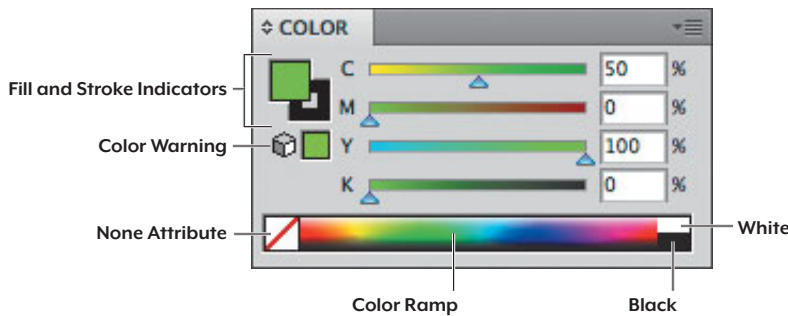 COLOR
Fill and Stroke Indicators
C 50 %
M 0 %
Color Warning
Y 100 %
K 0 %
None Attribute
White
Color Ramp
Black